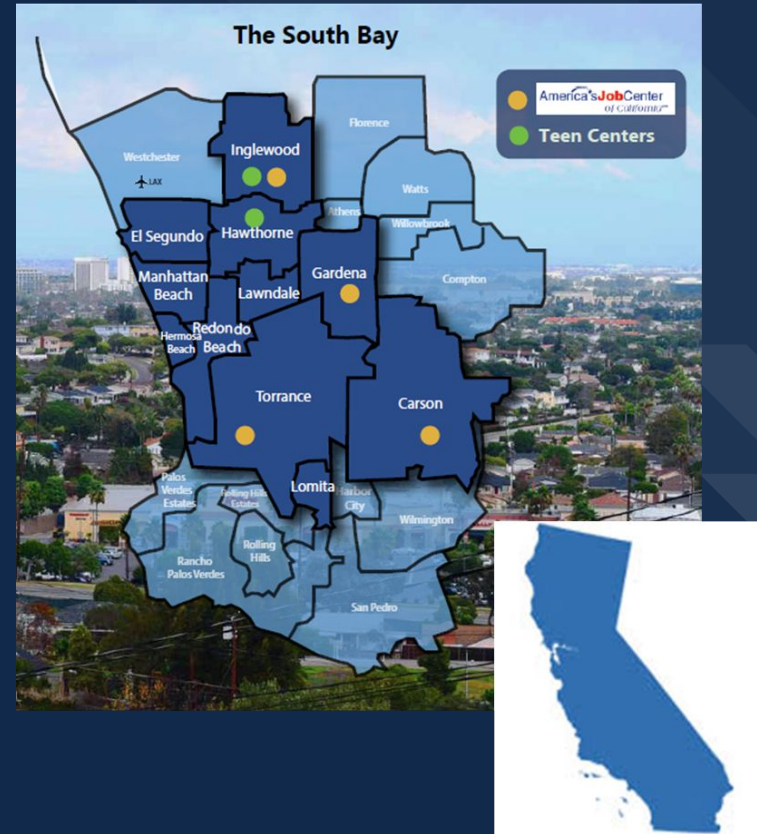 The South Bay
America'sJobCenter
of California℠
Teen Centers
Florence
Westchester
Inglewood
LAX
Watts
Athens
Willowbrook
El Segundo
Hawthorne
Gardena
Compton
Manhattan
Beach
Lawndale
Redondo
Beach
Hermosa
Beach
Torrance
Carson
Palos
Verdes
Estates
Rolling Hills
Estates
Lomita
Harbor
City
Wilmington
Rolling
Hills
Rancho
Palos Verdes
San Pedro